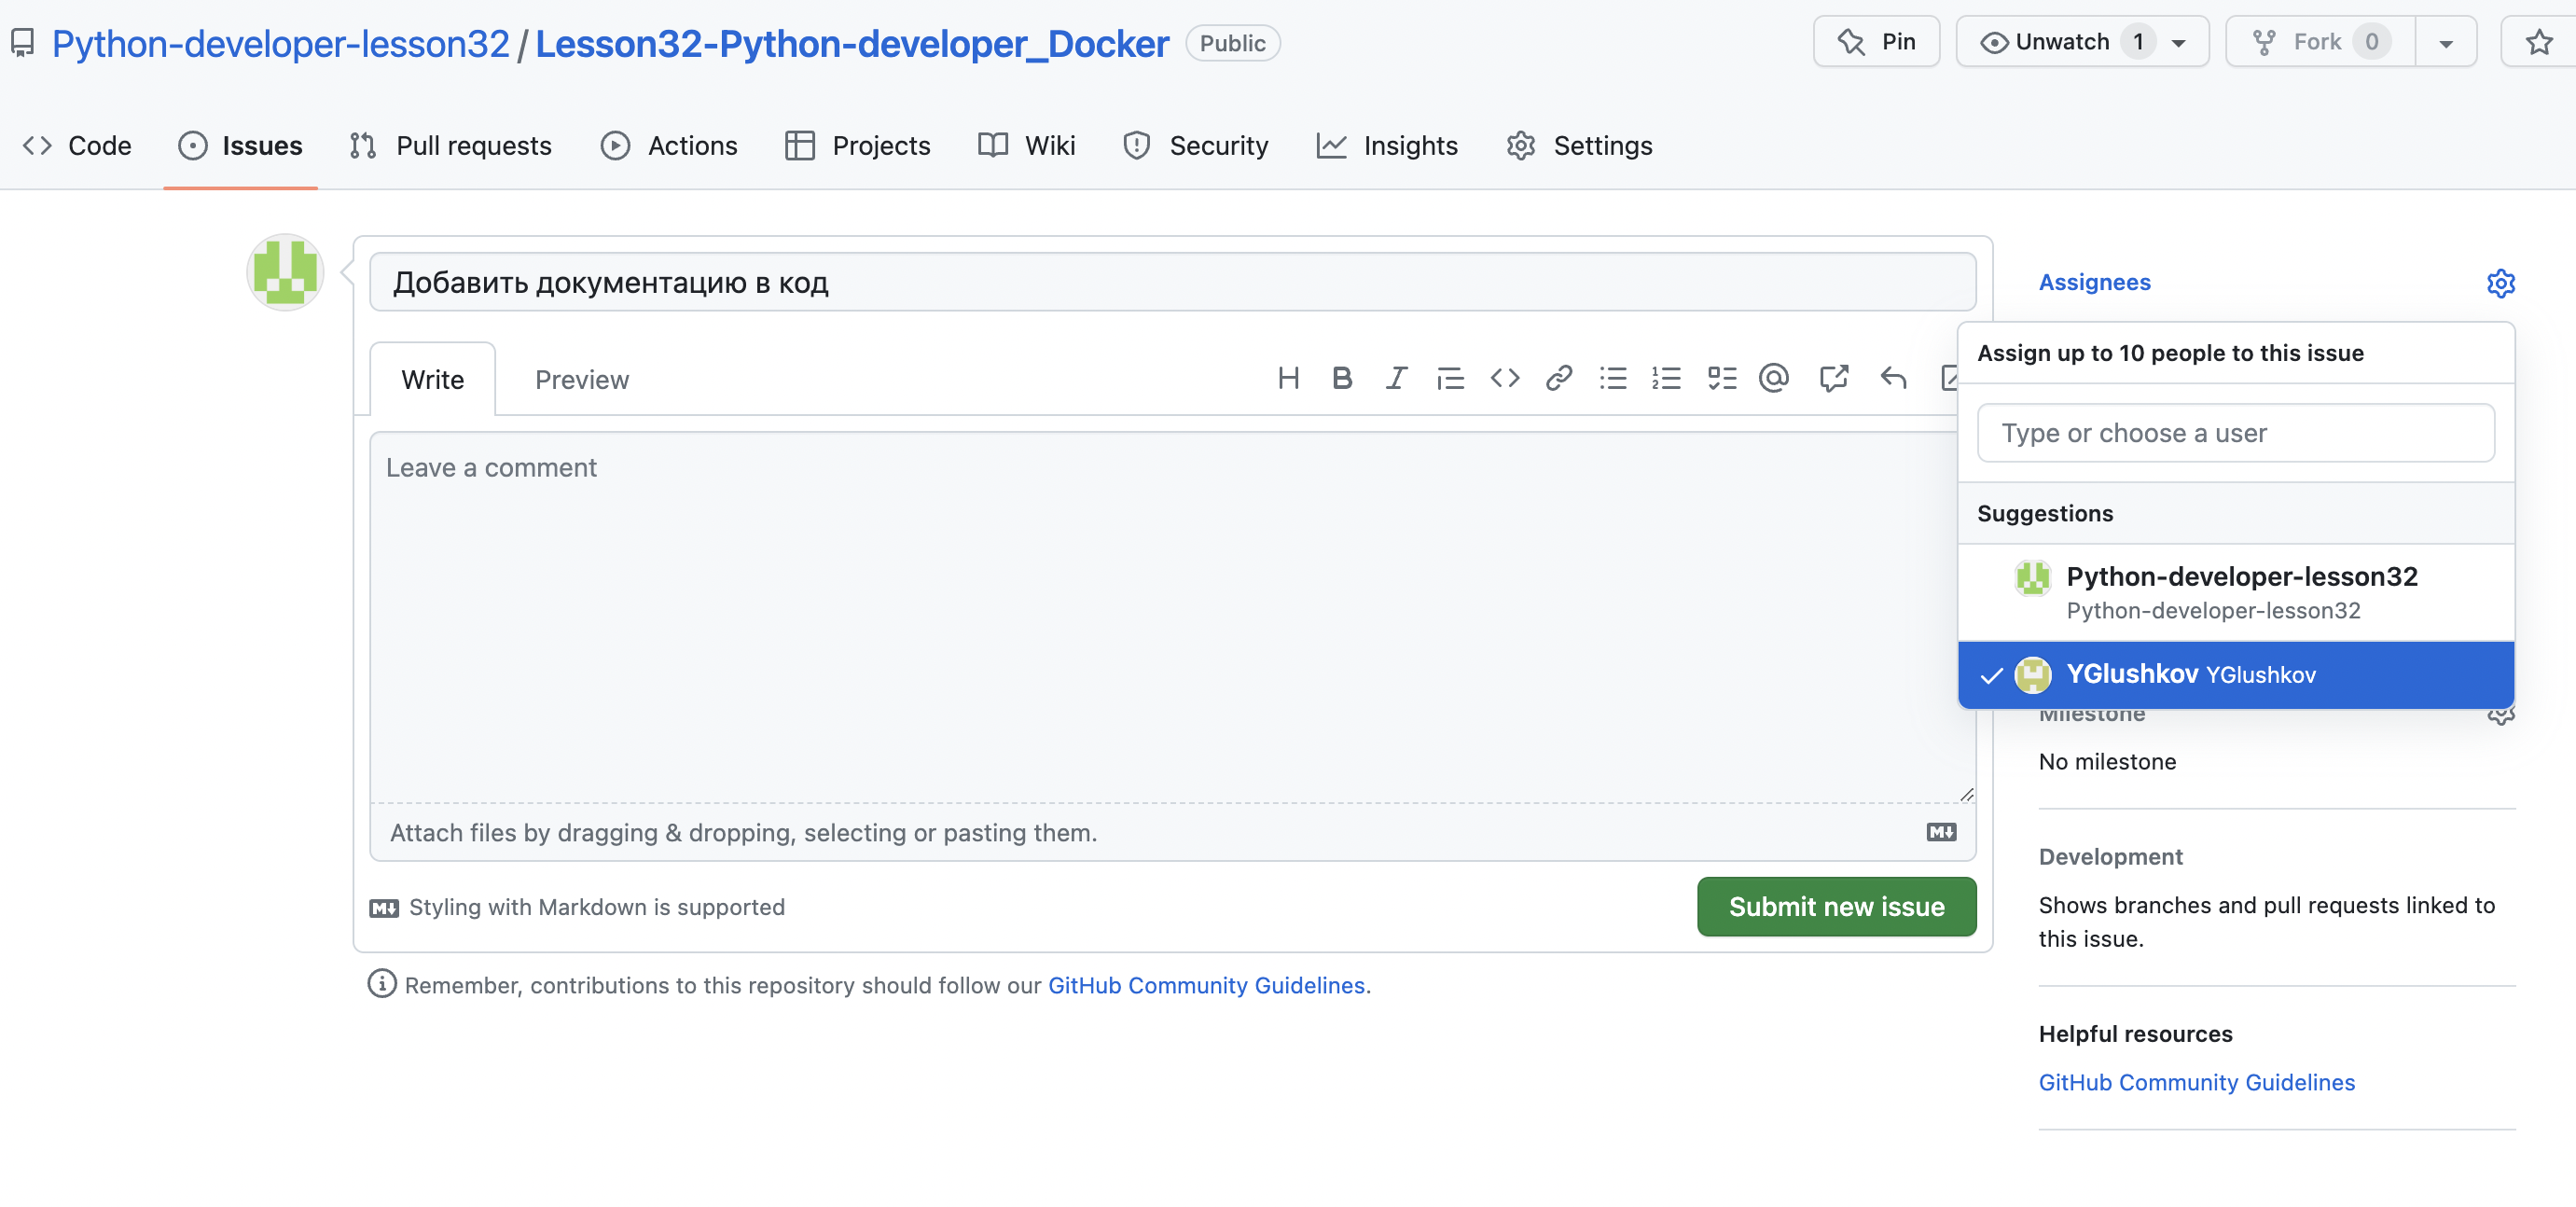 Python-developer-lesson32 / Lesson32-Python-developer_Docker Public Pin Unwatch 1 Fork 0
Code Issues Pull requests Actions Projects Wiki Security Insights Settings
Добавить документацию в код
Write Preview
Leave a comment
Attach files by dragging & dropping, selecting or pasting them.
Styling with Markdown is supported
Submit new issue
Remember, contributions to this repository should follow our GitHub Community Guidelines.
Assignees
Assign up to 10 people to this issue
Type or choose a user
Suggestions
Python-developer-lesson32
Python-developer-lesson32
YGlushkov YGlushkov
Milestone
No milestone
Development
Shows branches and pull requests linked to
this issue.
Helpful resources
GitHub Community Guidelines